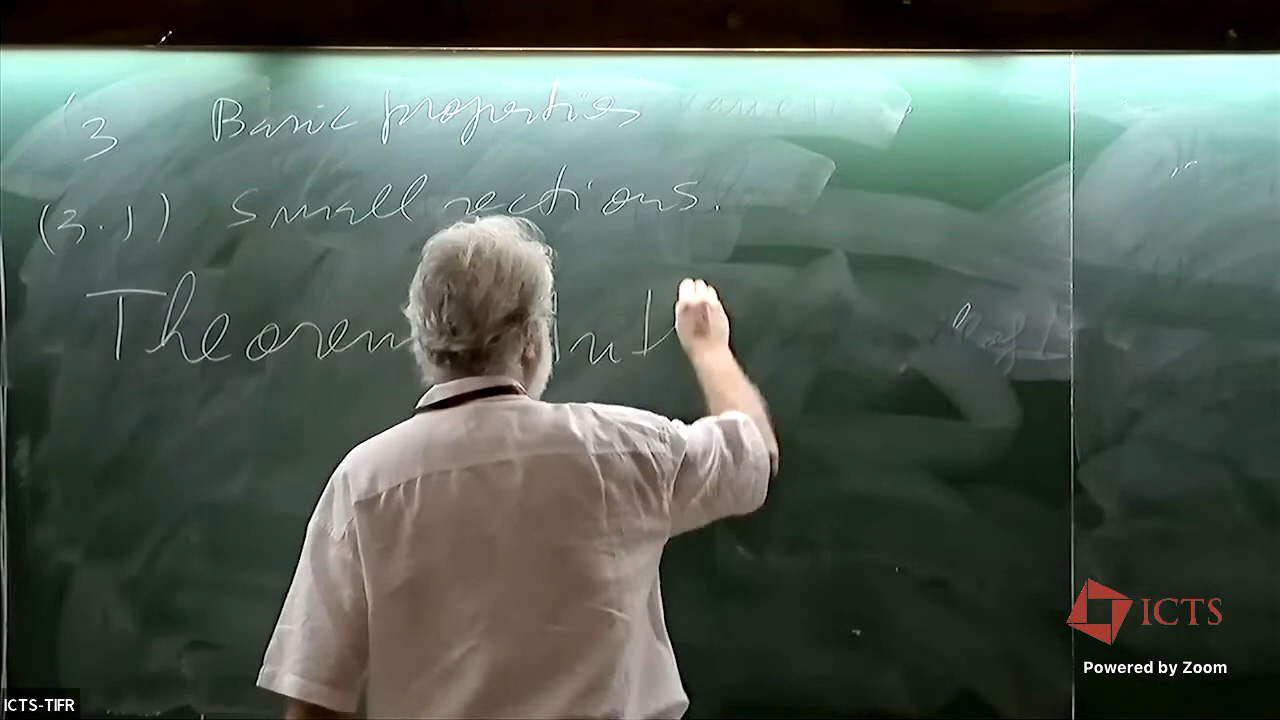 (3 Basic properties
(3.1) Small sections.
Theorem
ICTS
Powered by Zoom
ICTS-TIFR